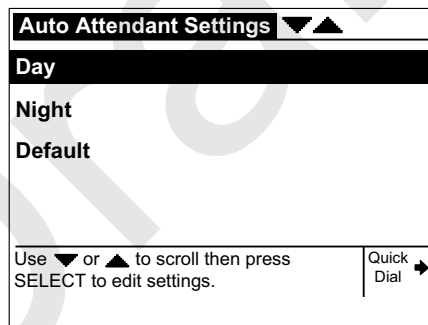 Auto Attendant Settings ▼▲
Day
Night
Default
Use ▼ or ▲ to scroll then press
SELECT to edit settings.
Quick
Dial ➧